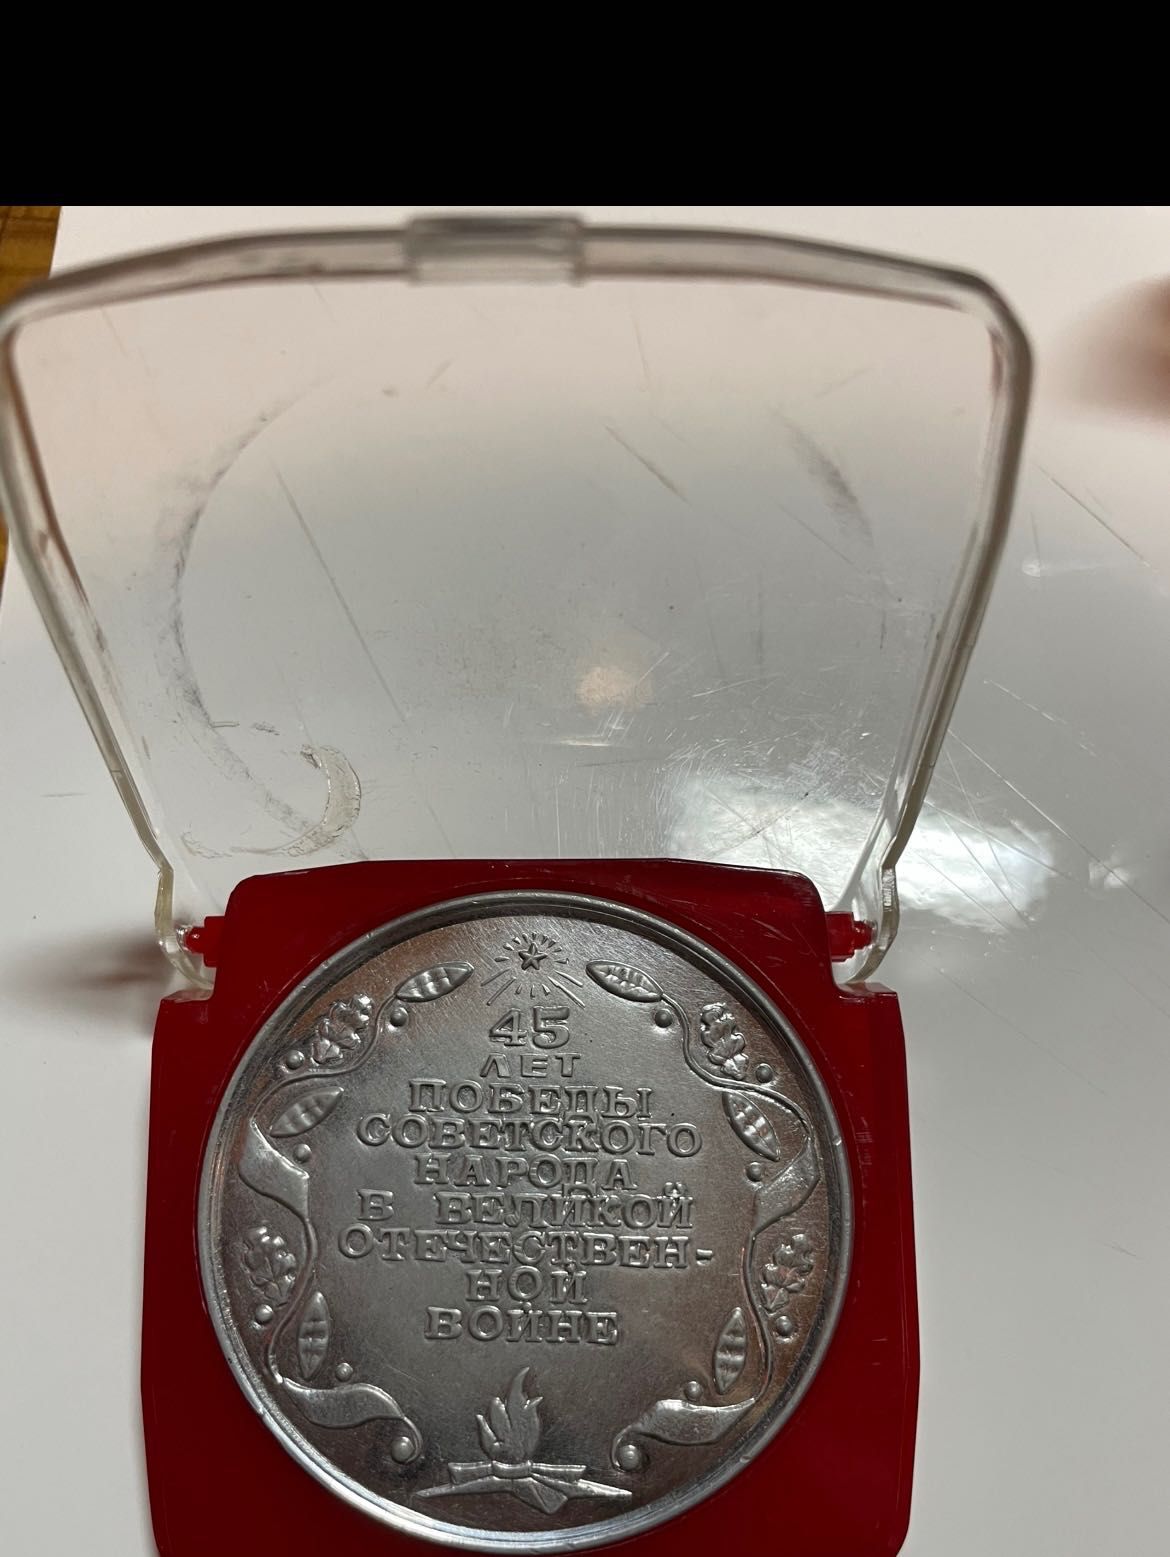 45
ЛЕТ
ПОБЕДЫ
СОВЕТСКОГО
НАРОДА
В ВЕЛИКОЙ
ОТЕЧЕСТВЕН-
НОЙ
ВОЙНЕ